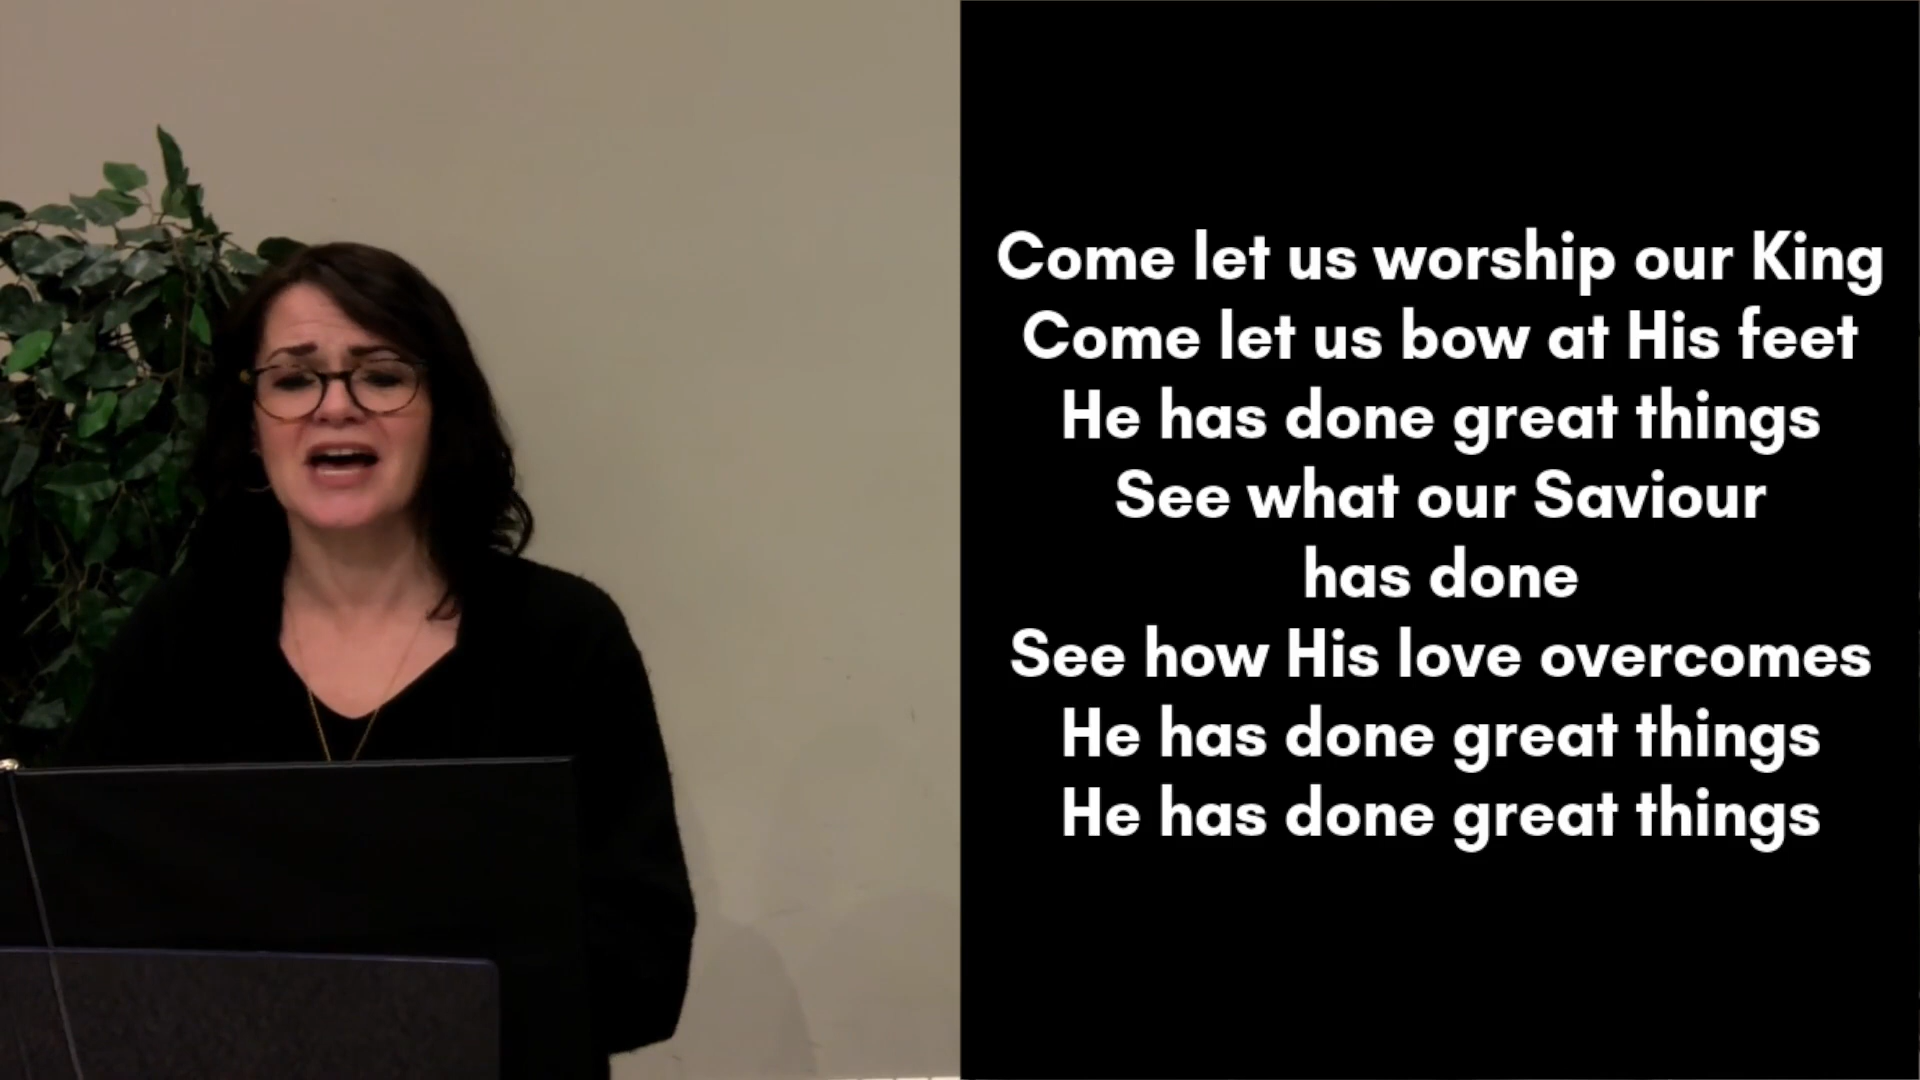 Come let us worship our King
Come let us bow at His feet
He has done great things
See what our Saviour
has done
See how His love overcomes
He has done great things
He has done great things